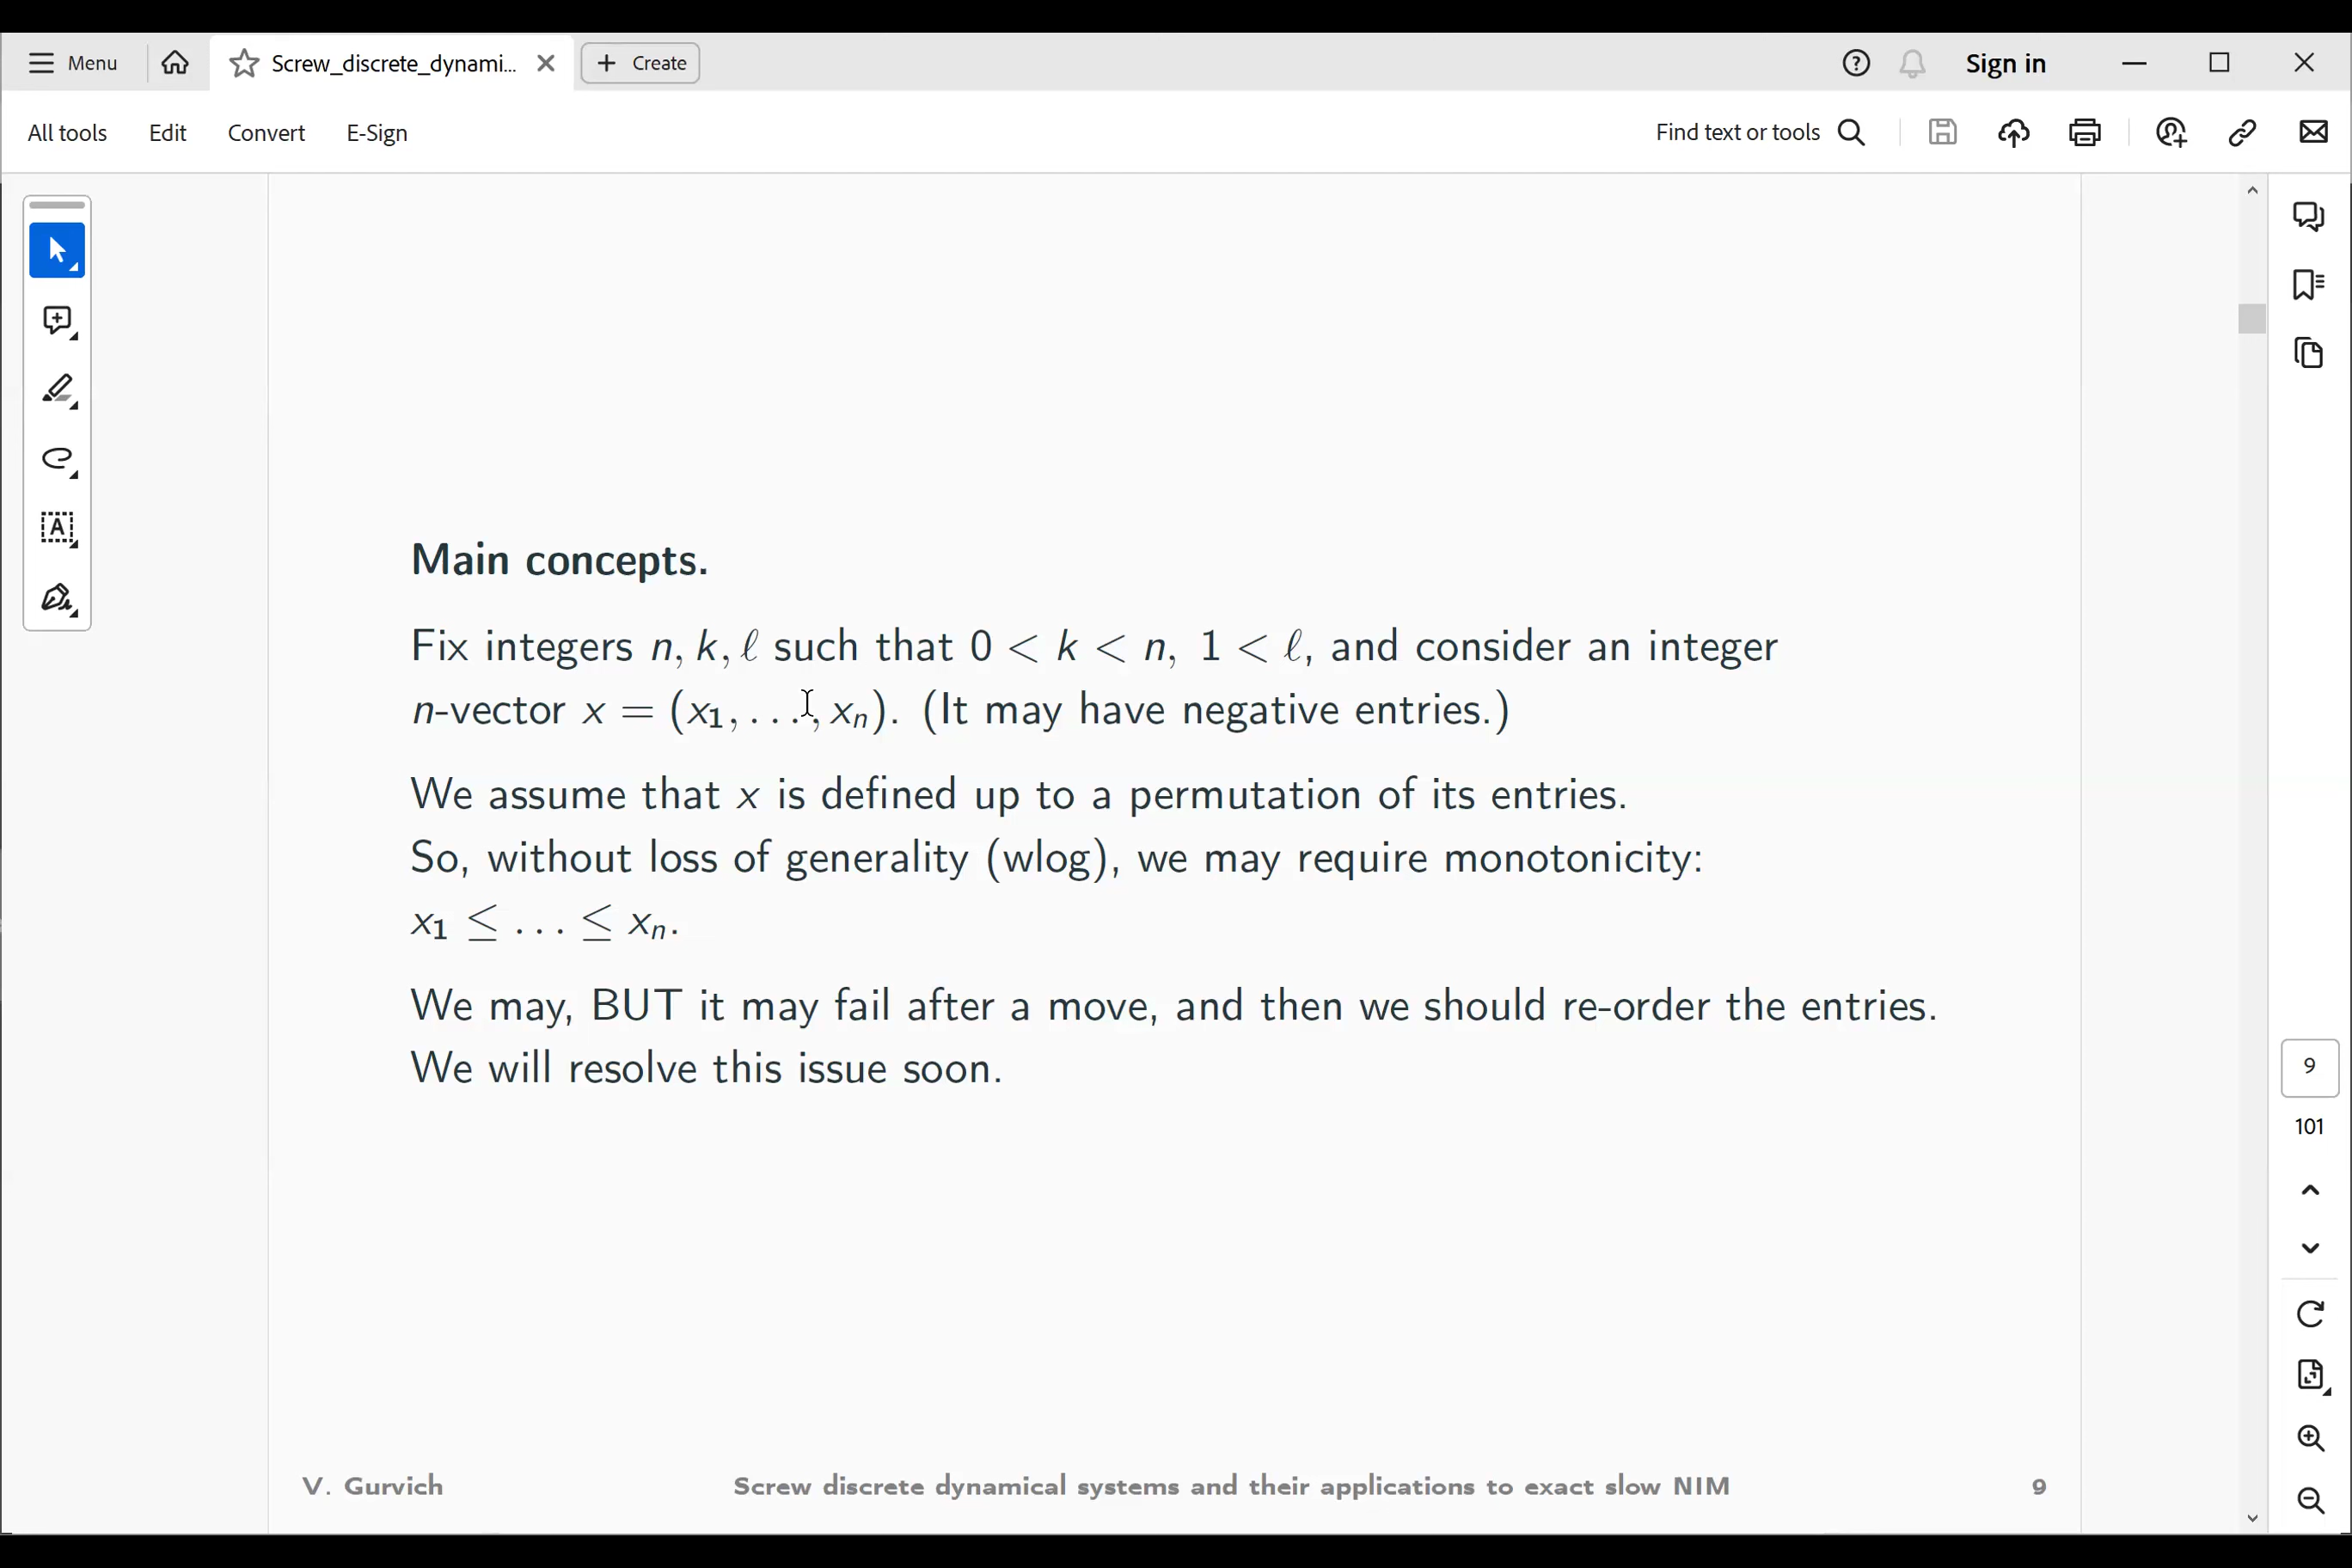 Menu
Screw_discrete_dynami...
Create
Sign in
All tools
Edit
Convert
E-Sign
Find text or tools
Main concepts.
Fix integers n, k, ℓ such that 0 < k < n, 1 < ℓ, and consider an integer
n-vector x = (x₁, . . . , xₙ). (It may have negative entries.)
We assume that x is defined up to a permutation of its entries.
So, without loss of generality (wlog), we may require monotonicity:
x₁ ≤ . . . ≤ xₙ.
We may, BUT it may fail after a move, and then we should re-order the entries.
We will resolve this issue soon.
9
101
V. Gurvich
Screw discrete dynamical systems and their applications to exact slow NIM
9